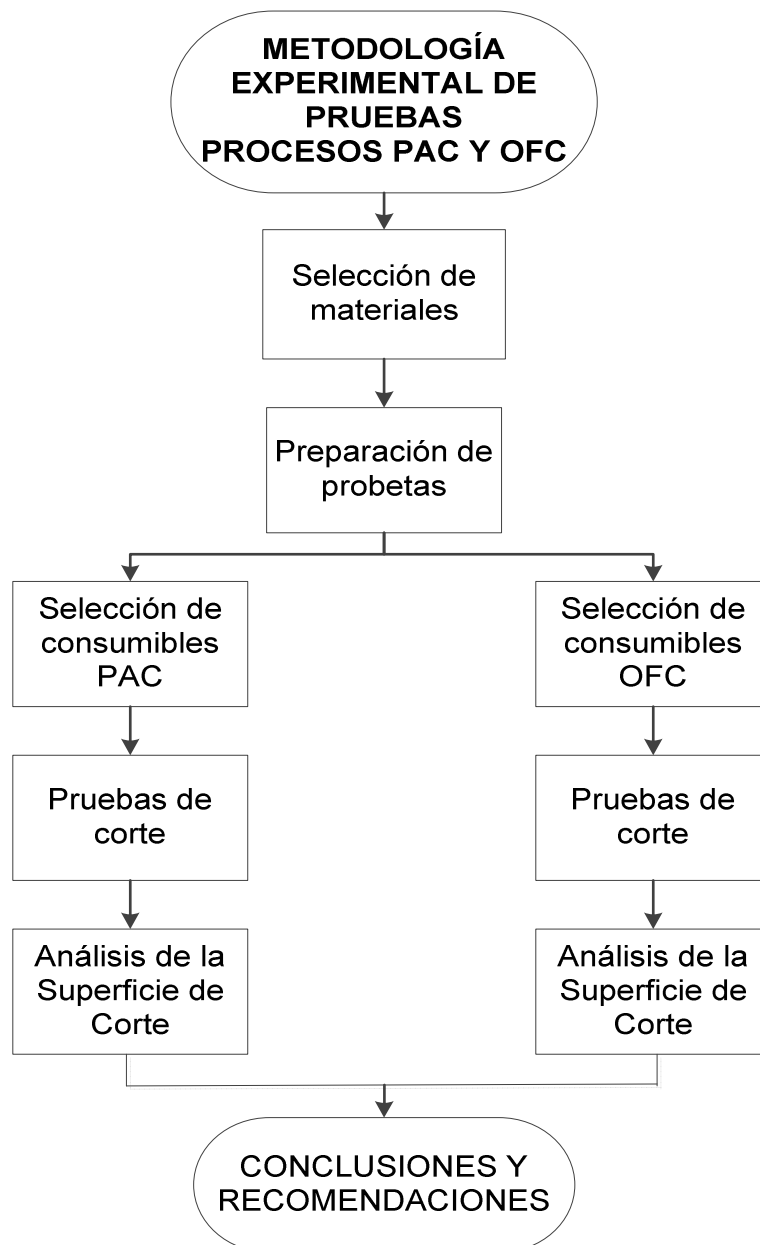 METODOLOGÍA
EXPERIMENTAL DE
PRUEBAS
PROCESOS PAC Y OFC
Selección de
materiales
Preparación de
probetas
Selección de
consumibles
PAC
Selección de
consumibles
OFC
Pruebas de
corte
Pruebas de
corte
Análisis de la
Superficie de
Corte
Análisis de la
Superficie de
Corte
CONCLUSIONES Y
RECOMENDACIONES